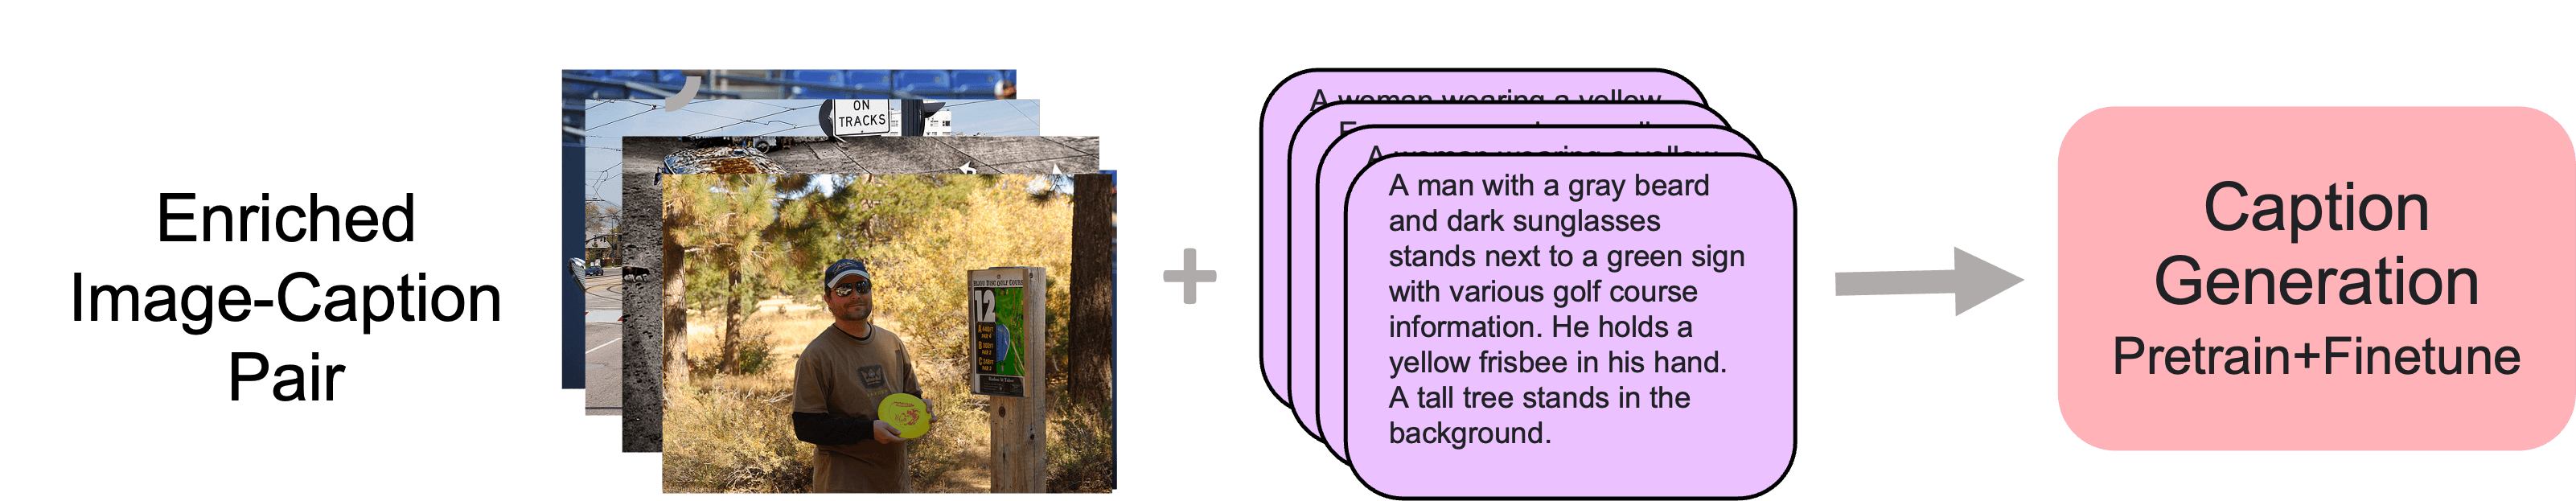 Enriched
Image-Caption
Pair
ON
TRACKS
12
A woman wearing a yellow
A woman wearing a yellow
A man with a gray beard
and dark sunglasses
stands next to a green sign
with various golf course
information. He holds a
yellow frisbee in his hand.
A tall tree stands in the
background.
Caption
Generation
Pretrain+Finetune